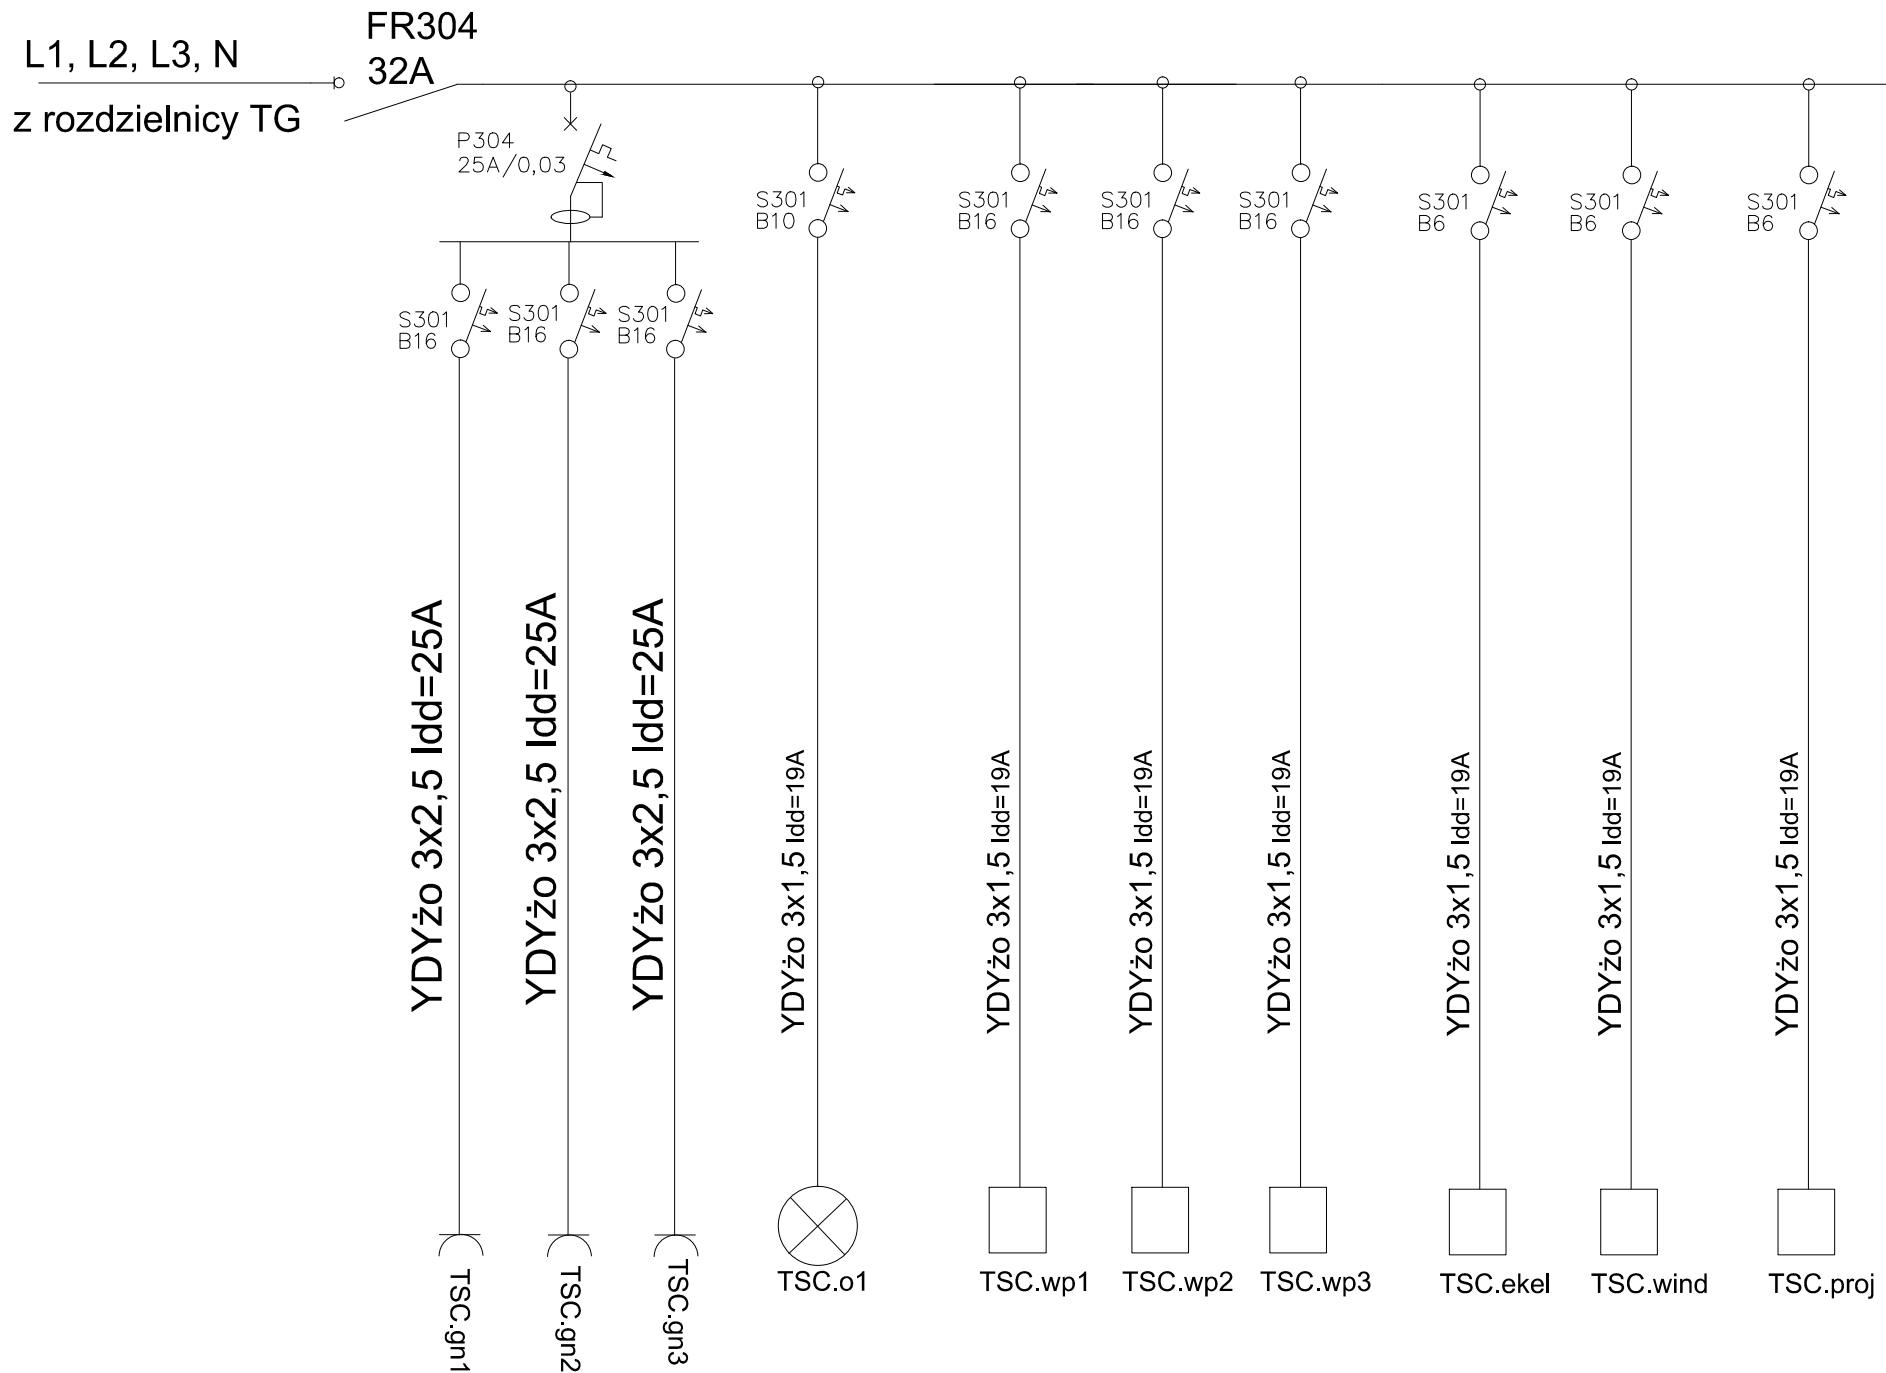 L1, L2, L3, N
z rozdzielnicy TG
FR304
32A
P304
25A/0,03
S301
B16
S301
B16
S301
B16
S301
B10
S301
B16
S301
B16
S301
B16
S301
B6
S301
B6
S301
B6
YDYżo 3x2,5 Idd=25A
YDYżo 3x2,5 Idd=25A
YDYżo 3x2,5 Idd=25A
YDYżo 3x1,5 Idd=19A
YDYżo 3x1,5 Idd=19A
YDYżo 3x1,5 Idd=19A
YDYżo 3x1,5 Idd=19A
YDYżo 3x1,5 Idd=19A
YDYżo 3x1,5 Idd=19A
YDYżo 3x1,5 Idd=19A
TSC.gn1
TSC.gn2
TSC.gn3
TSC.o1
TSC.wp1
TSC.wp2
TSC.wp3
TSC.ekel
TSC.wind
TSC.proj